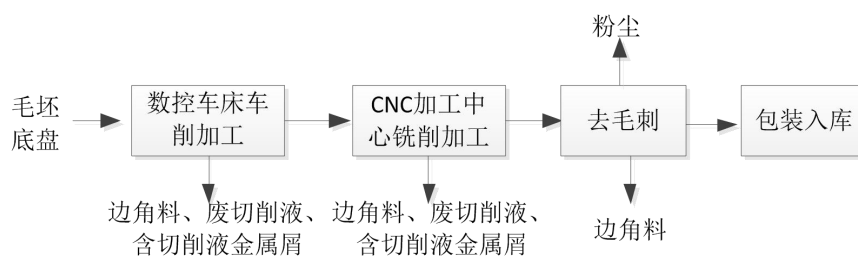 粉尘
毛坯
底盘
数控车床车
削加工
CNC加工中
心铣削加工
去毛刺
包装入库
边角料、废切削液、
含切削液金属屑
边角料、废切削液、
含切削液金属屑
边角料